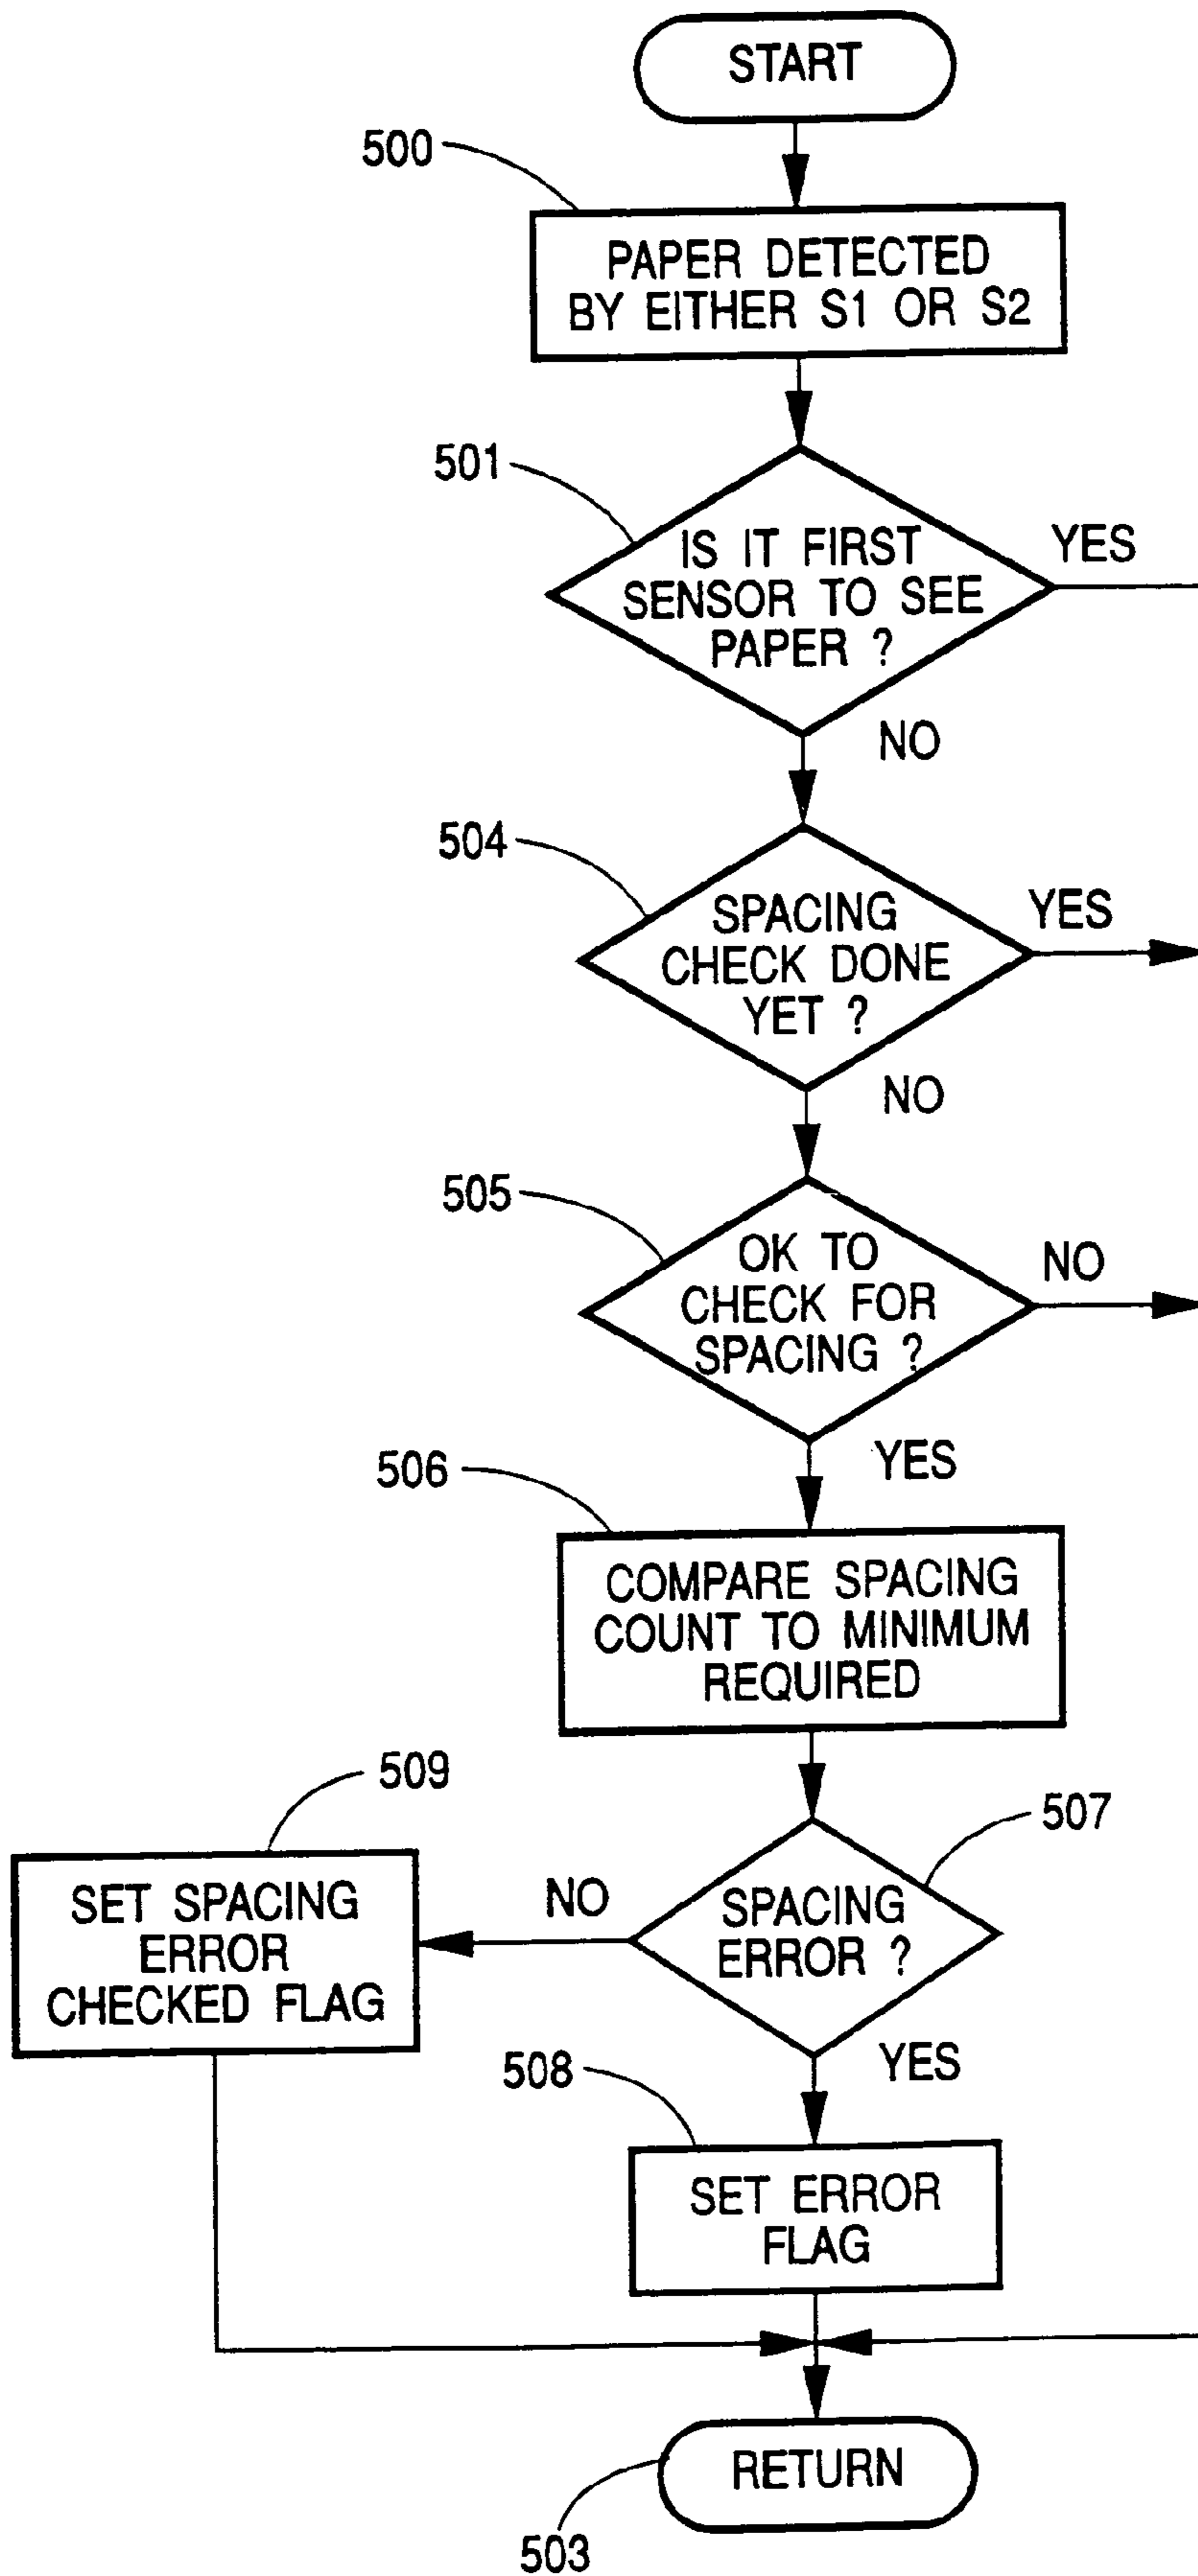 START
500
PAPER DETECTED
BY EITHER S1 OR S2
501
IS IT FIRST
SENSOR TO SEE
PAPER ?
YES
NO
504
SPACING
CHECK DONE
YET ?
YES
NO
505
OK TO
CHECK FOR
SPACING ?
NO
YES
506
COMPARE SPACING
COUNT TO MINIMUM
REQUIRED
509
507
SET SPACING
ERROR
CHECKED FLAG
NO
SPACING
ERROR ?
YES
508
SET ERROR
FLAG
RETURN
503